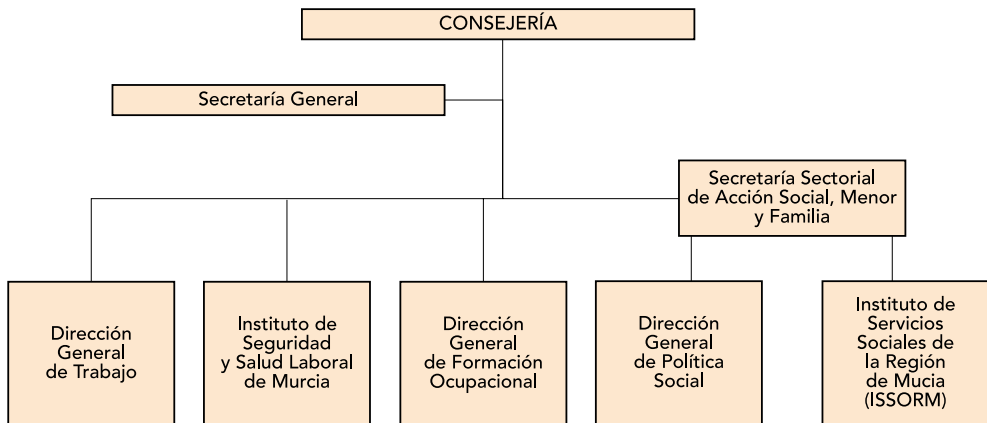 CONSEJERÍA
Secretaría General
Secretaría Sectorial
de Acción Social, Menor
y Familia
Dirección
General
de Trabajo
Instituto de
Seguridad
y Salud Laboral
de Murcia
Dirección
General
de Formación
Ocupacional
Dirección
General
de Política
Social
Instituto de
Servicios
Sociales de
la Región
de Mucia
(ISSORM)